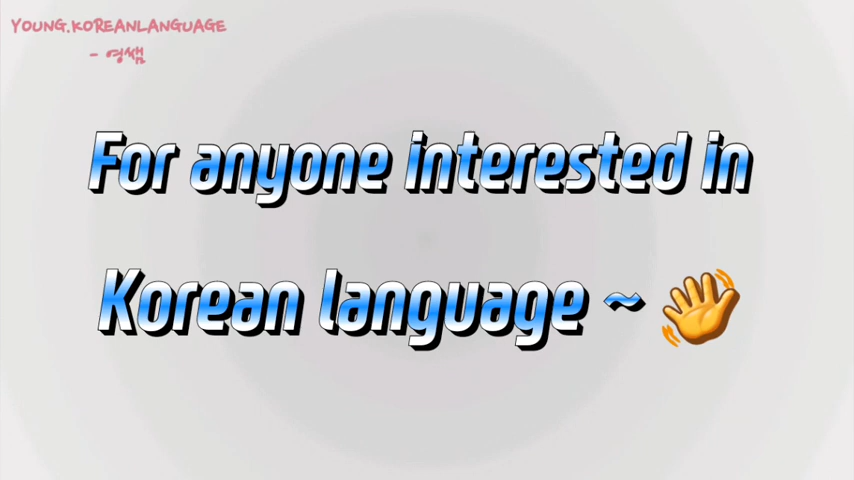 YOUNG.KOREANLANGUAGE
- 영쌤
For anyone interested in
Korean language ~ 👋